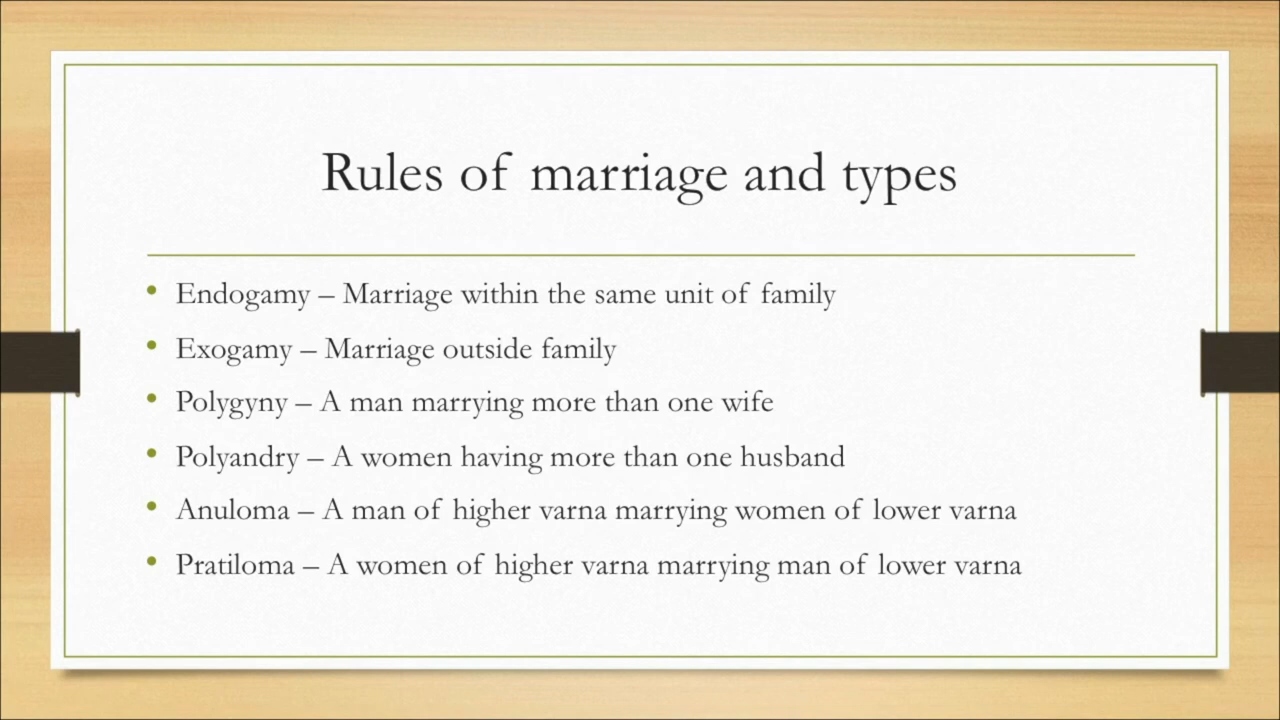 Rules of marriage and types
• Endogamy – Marriage within the same unit of family
• Exogamy – Marriage outside family
• Polygyny – A man marrying more than one wife
• Polyandry – A women having more than one husband
• Anuloma – A man of higher varna marrying women of lower varna
• Pratiloma – A women of higher varna marrying man of lower varna